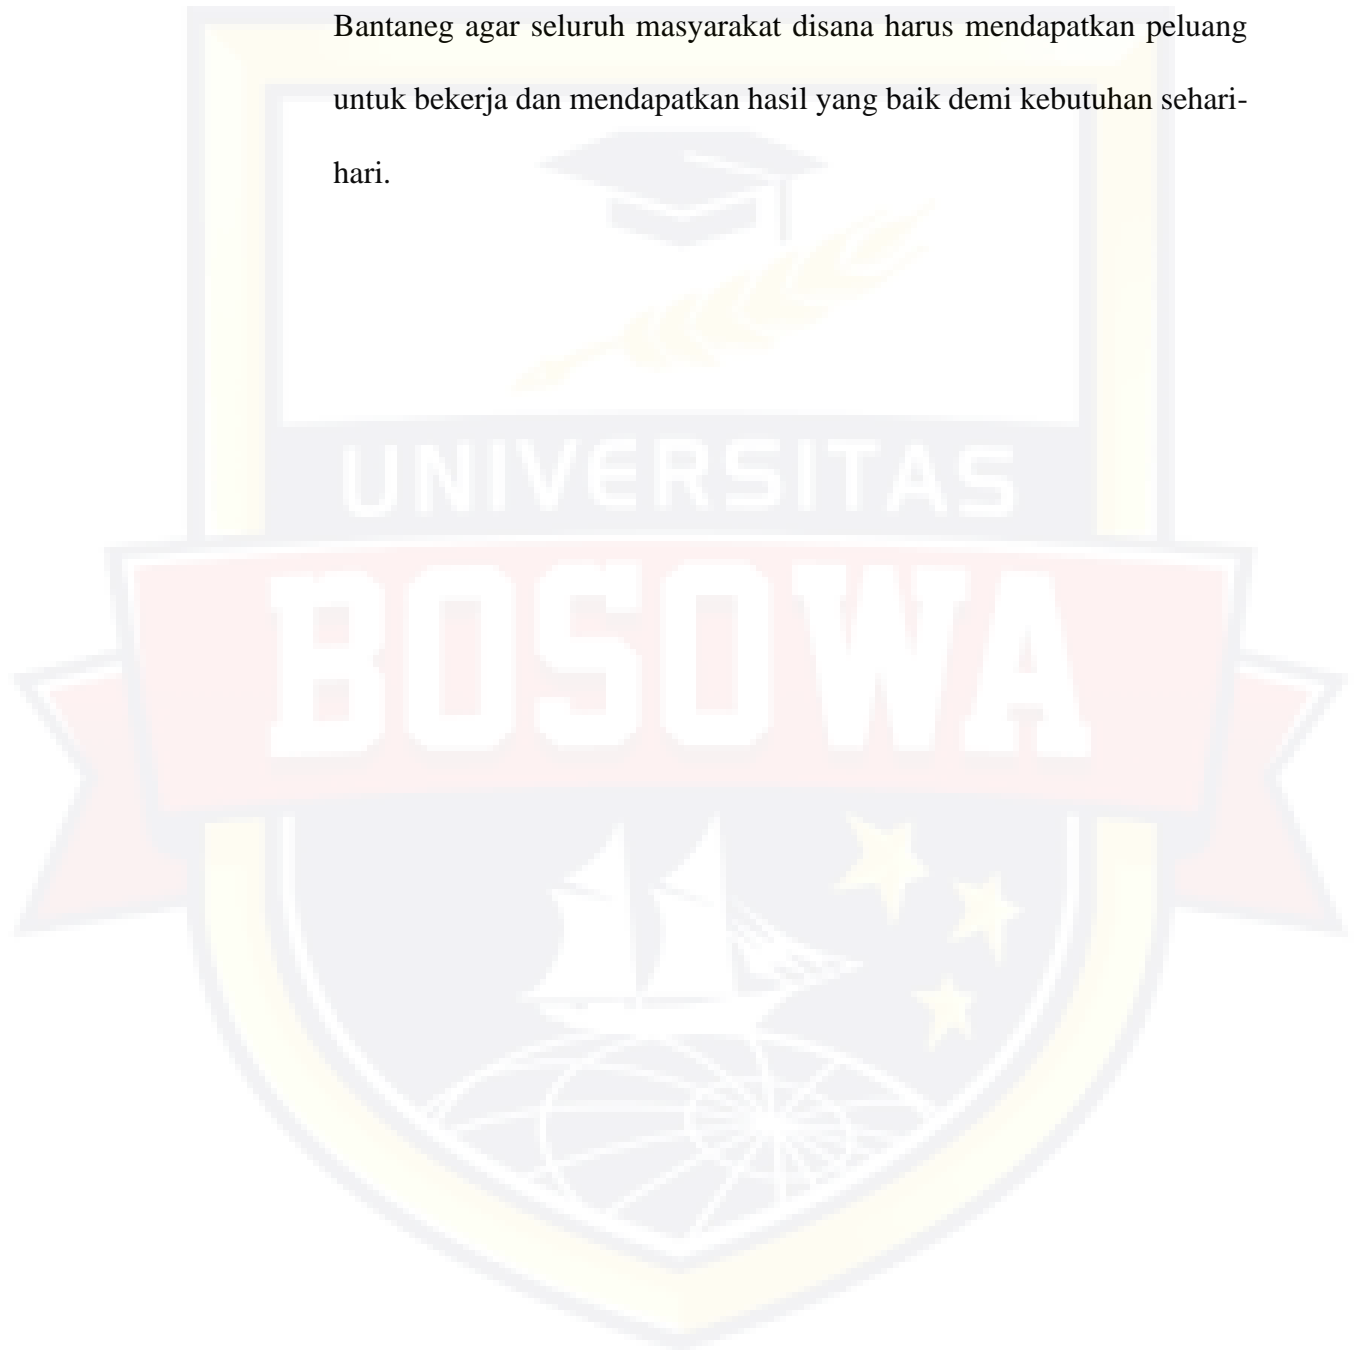 Bantaneg agar seluruh masyarakat disana harus mendapatkan peluang
untuk bekerja dan mendapatkan hasil yang baik demi kebutuhan sehari-
hari.
UNIVERSITAS
BOSOWA